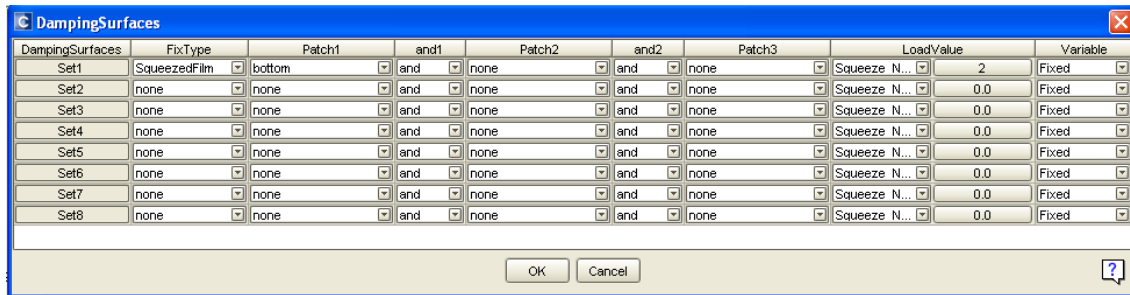 C DampingSurfaces
DampingSurfaces FixType Patch1 and1 Patch2 and2 Patch3 LoadValue Variable
Set1 SqueezedFilm bottom and none and none Squeeze N... 2 Fixed
Set2 none none and none and none Squeeze N... 0.0 Fixed
Set3 none none and none and none Squeeze N... 0.0 Fixed
Set4 none none and none and none Squeeze N... 0.0 Fixed
Set5 none none and none and none Squeeze N... 0.0 Fixed
Set6 none none and none and none Squeeze N... 0.0 Fixed
Set7 none none and none and none Squeeze N... 0.0 Fixed
Set8 none none and none and none Squeeze N... 0.0 Fixed
OK Cancel ?